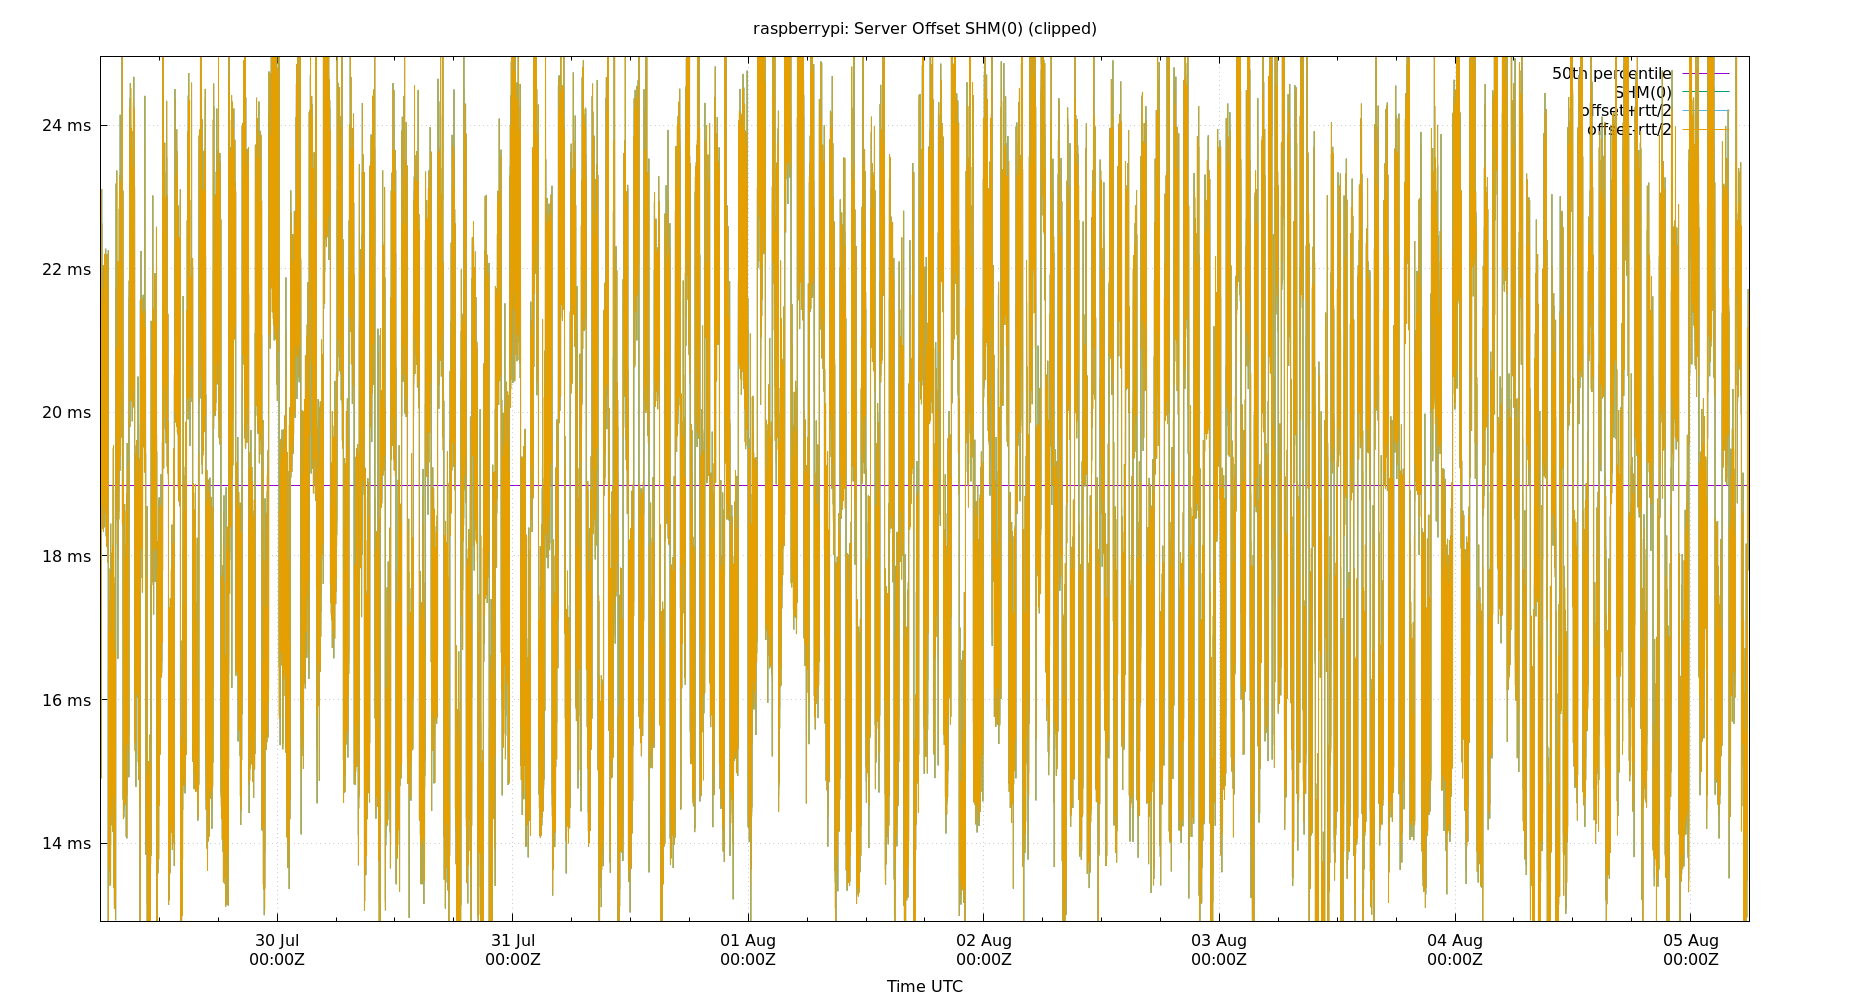 raspberrypi: Server Offset SHM(0) (clipped)
50th percentile
SHM(0)
offset+rtt/2
offset-rtt/2
24 ms
22 ms
20 ms
18 ms
16 ms
14 ms
30 Jul 31 Jul 01 Aug 02 Aug 03 Aug 04 Aug 05 Aug
00:00Z 00:00Z 00:00Z 00:00Z 00:00Z 00:00Z 00:00Z
Time UTC